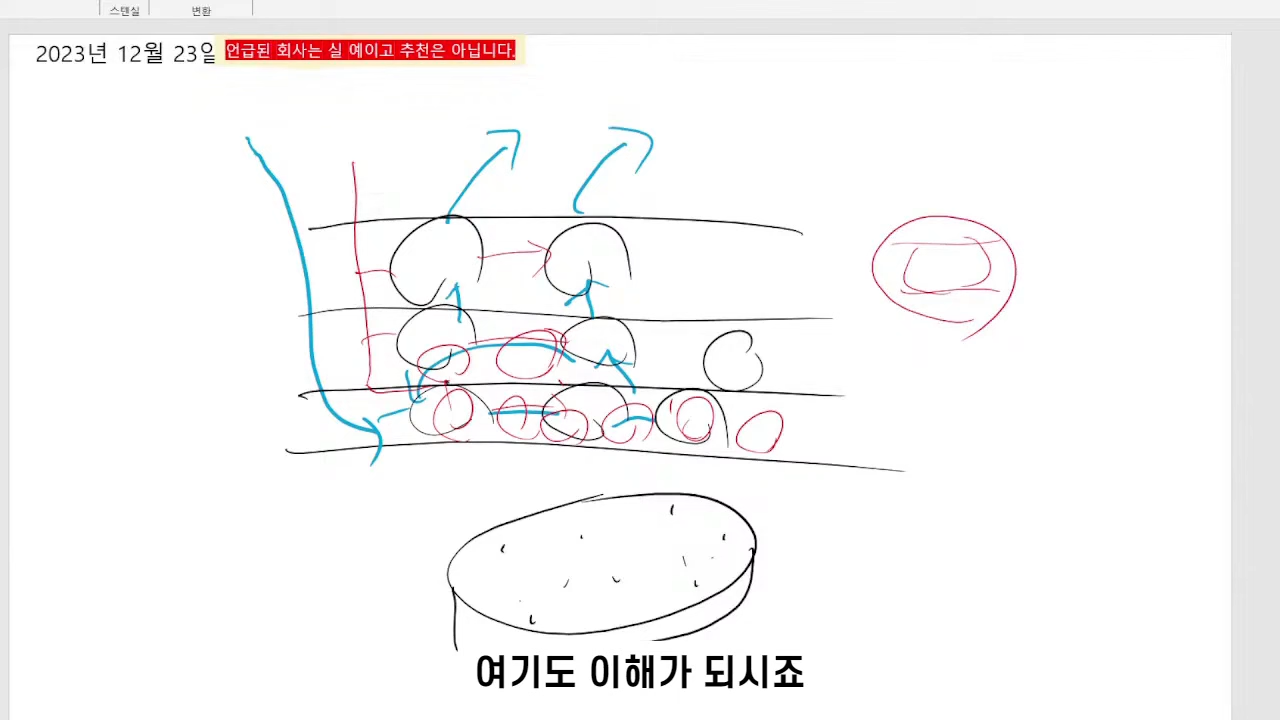 스텐실 변환
2023년 12월 23일 언급된 회사는 실 예이고 추천은 아닙니다.
여기도 이해가 되시죠